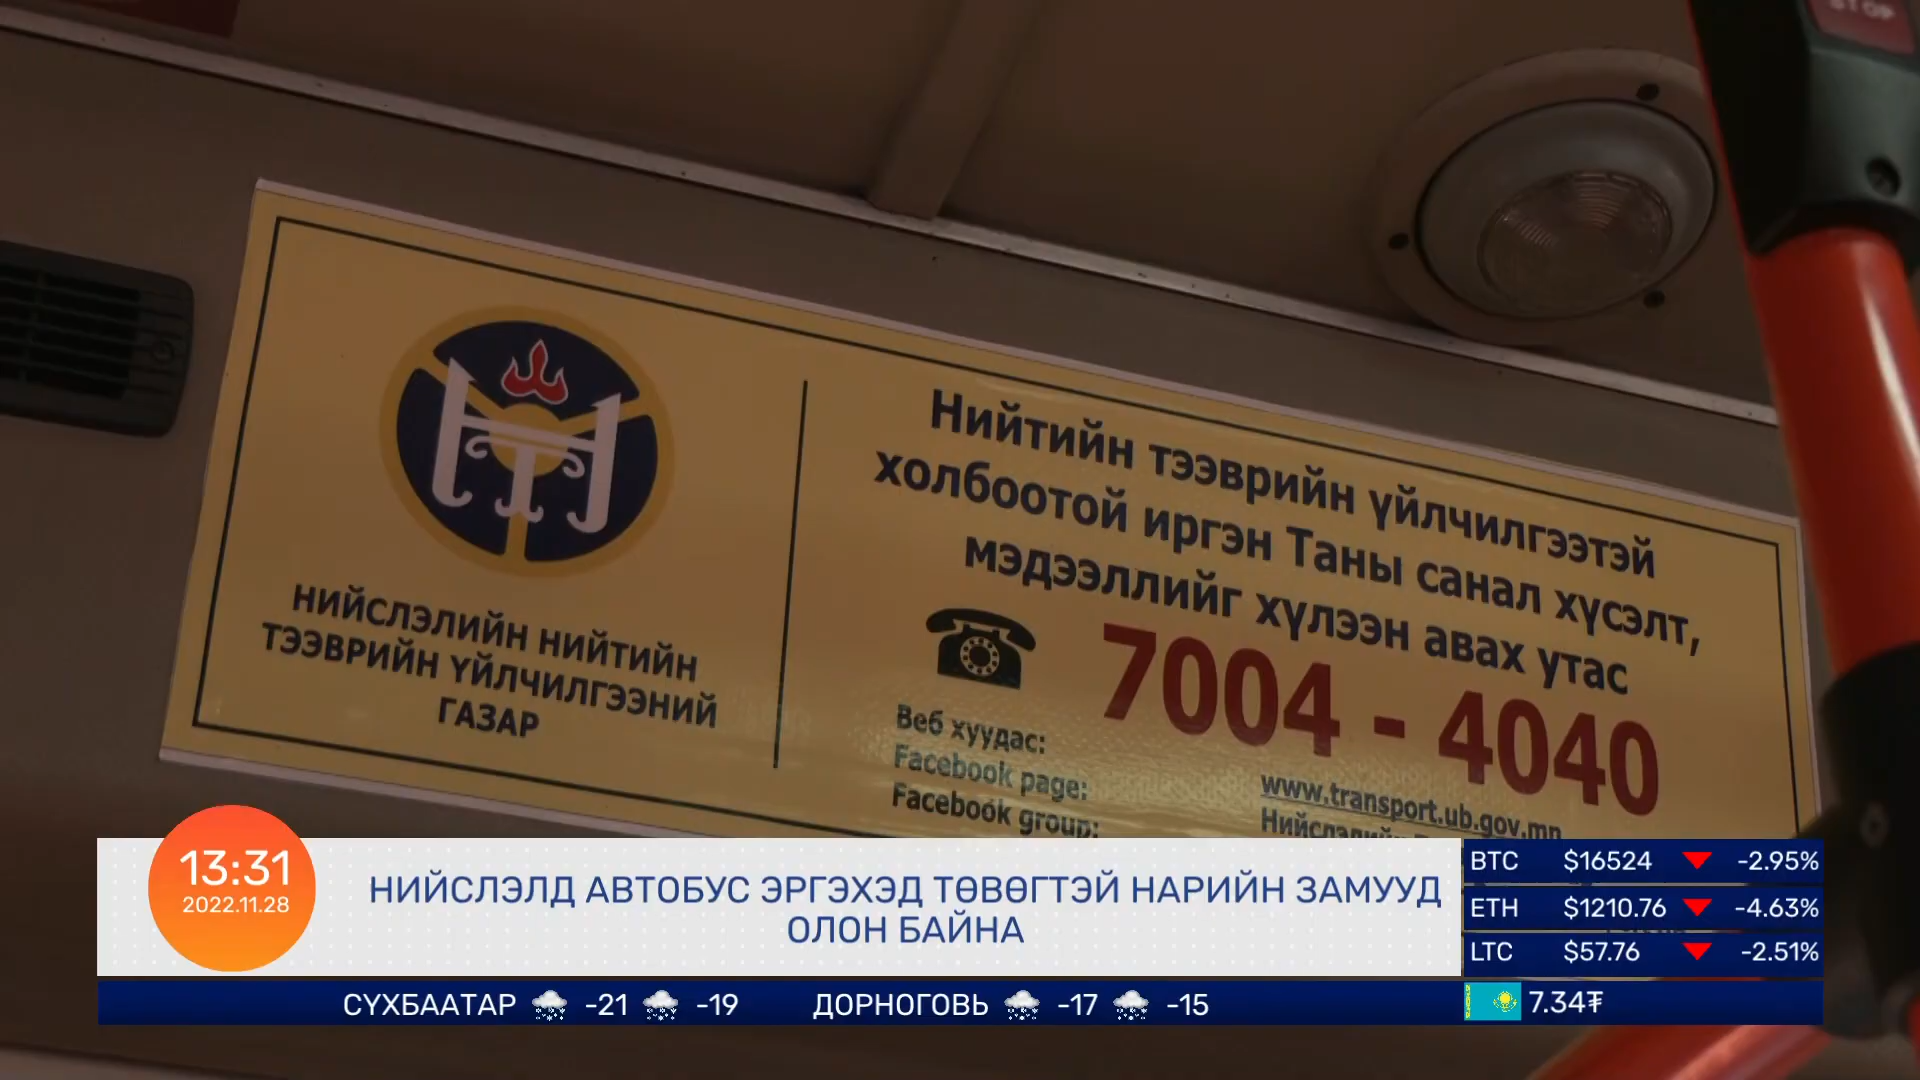 STOP
НИЙСЛЭЛИЙН НИЙТИЙН
ТЭЭВРИЙН ҮЙЛЧИЛГЭЭНИЙ
ГАЗАР
Нийтийн тээврийн үйлчилгээтэй
холбоотой иргэн Таны санал хүсэлт,
мэдээллийг хүлээн авах утас
7004 - 4040
Веб хуудас: www.transport.ub.gov.mn
Facebook page: Нийслэлийн
Facebook group:
13:31
2022.11.28
НИЙСЛЭЛД АВТОБУС ЭРГЭХЭД ТӨВӨГТЭЙ НАРИЙН ЗАМУУД
ОЛОН БАЙНА
BTC $16524 -2.95%
ETH $1210.76 -4.63%
LTC $57.76 -2.51%
СҮХБААТАР -21 -19 ДОРНОГОВЬ -17 -15
7.34₮